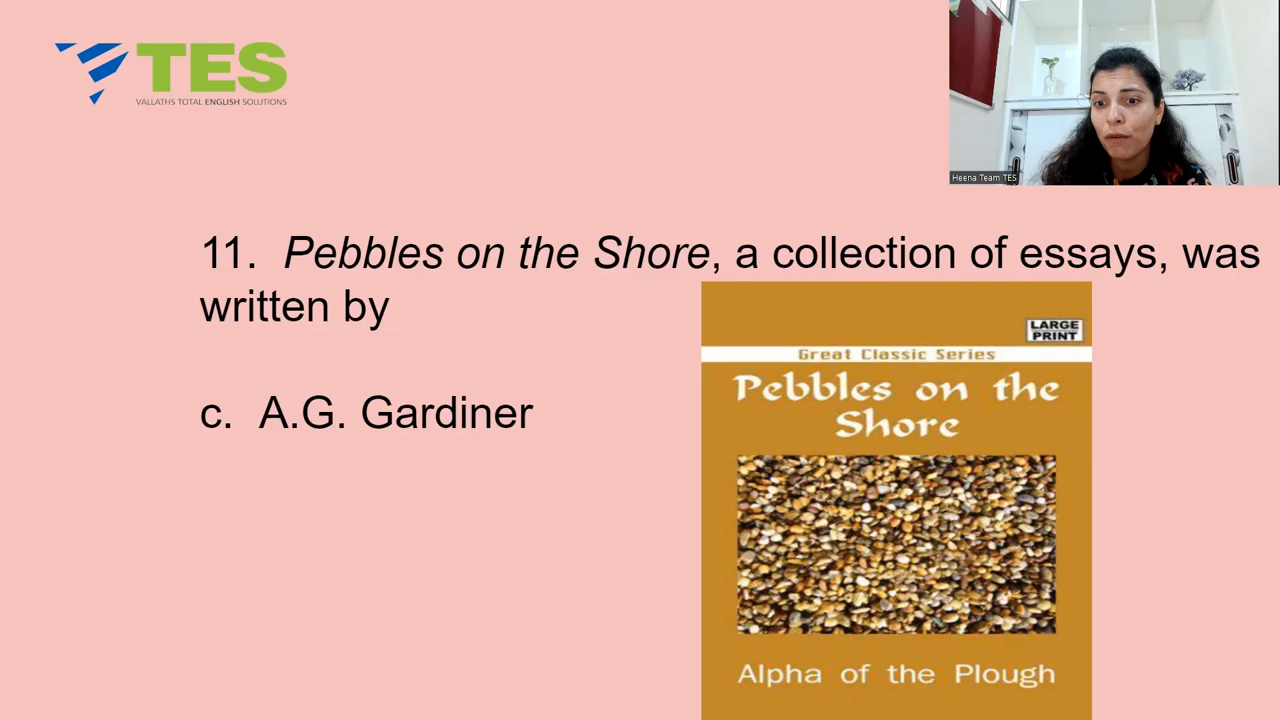 TES
VALLATHS TOTAL ENGLISH SOLUTIONS
Heena Team TES
11. Pebbles on the Shore, a collection of essays, was
written by
c. A.G. Gardiner
LARGE
PRINT
Great Classic Series
Pebbles on the
Shore
Alpha of the Plough